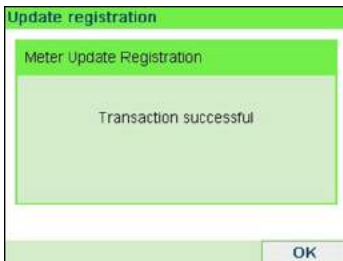 Update registration
Meter Update Registration
Transaction successful
OK